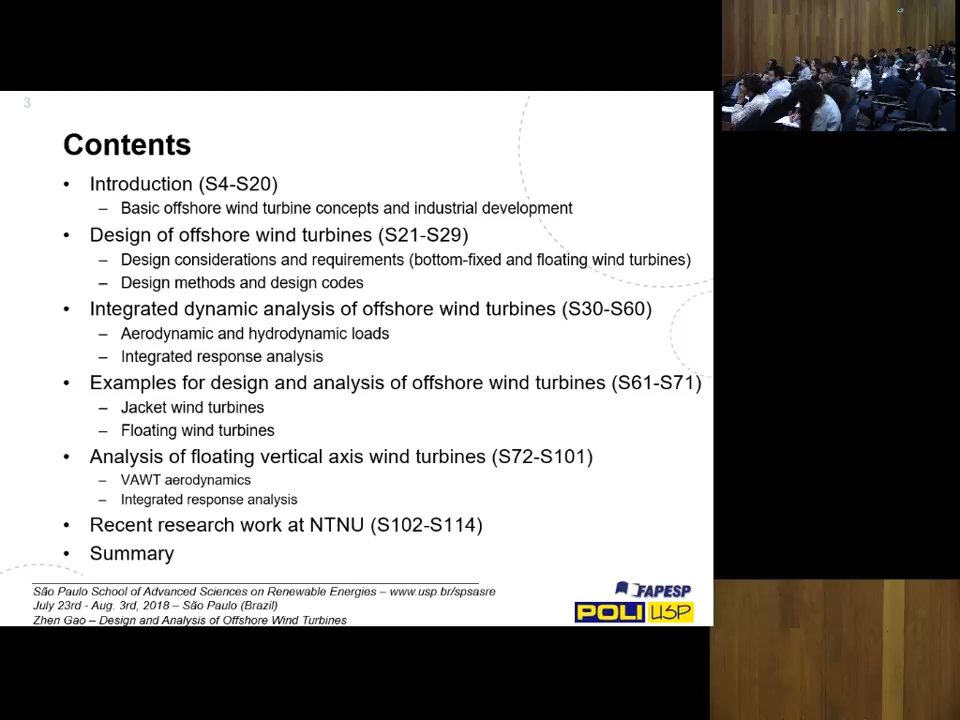 3
Contents
• Introduction (S4-S20)
– Basic offshore wind turbine concepts and industrial development
• Design of offshore wind turbines (S21-S29)
– Design considerations and requirements (bottom-fixed and floating wind turbines)
– Design methods and design codes
• Integrated dynamic analysis of offshore wind turbines (S30-S60)
– Aerodynamic and hydrodynamic loads
– Integrated response analysis
• Examples for design and analysis of offshore wind turbines (S61-S71)
– Jacket wind turbines
– Floating wind turbines
• Analysis of floating vertical axis wind turbines (S72-S101)
– VAWT aerodynamics
– Integrated response analysis
• Recent research work at NTNU (S102-S114)
• Summary
São Paulo School of Advanced Sciences on Renewable Energies – www.usp.br/spsasre
July 23rd - Aug. 3rd, 2018 – São Paulo (Brazil)
Zhen Gao – Design and Analysis of Offshore Wind Turbines
FAPESP
POLI USP